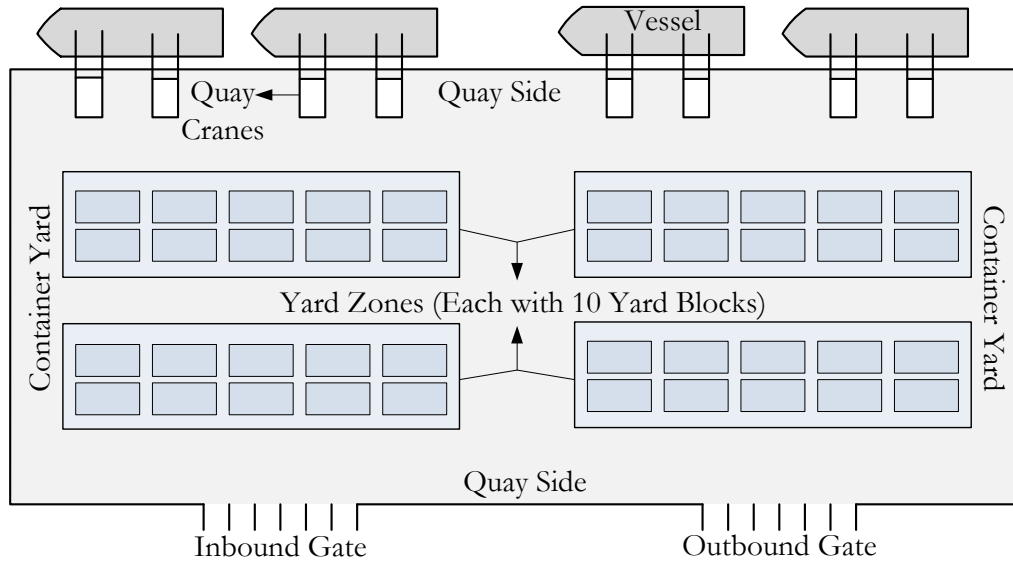 Vessel
Quay
Cranes
Quay Side
Container Yard
Container Yard
Yard Zones (Each with 10 Yard Blocks)
Quay Side
Inbound Gate
Outbound Gate